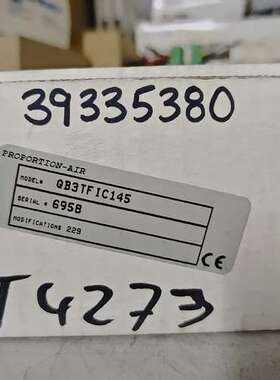 39335380
PROPORTION-AIR
MODEL# QB3TFIC145
SERIAL # 6958
MODIFICATIONS 229
CE
T4273